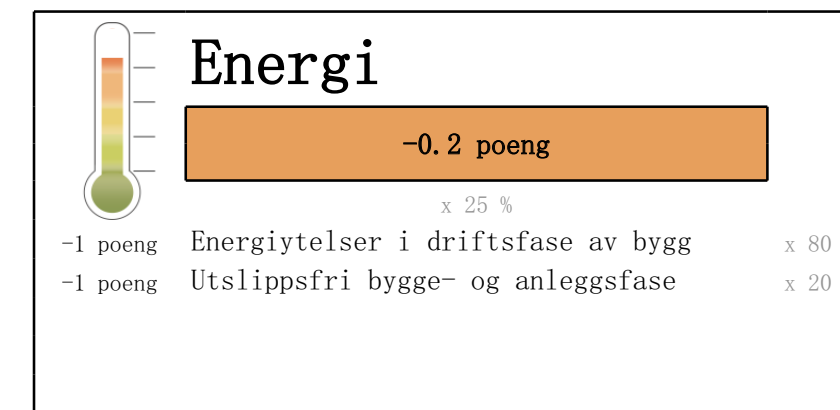 Energi
-0.2 poeng
x 25 %
-1 poeng Energiytelser i driftsfase av bygg x 80
-1 poeng Utslippsfri bygge- og anleggsfase x 20